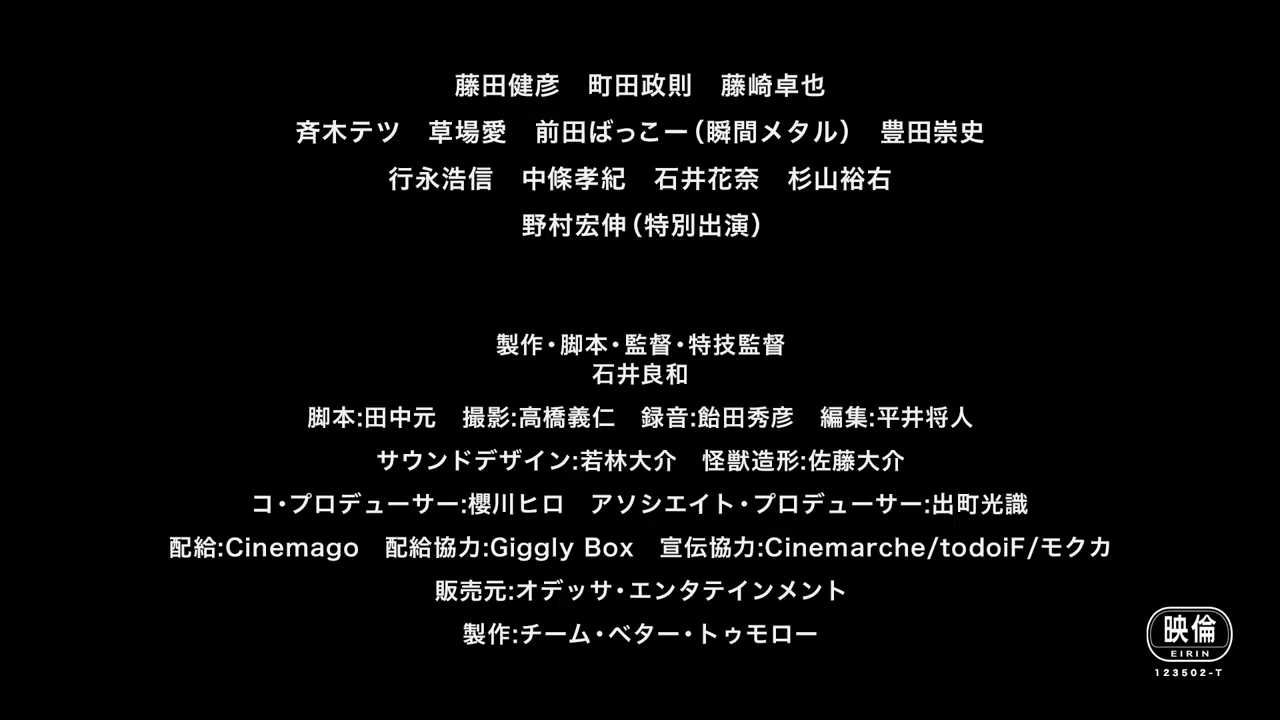 藤田健彦　町田政則　藤崎卓也
斉木テツ　草場愛　前田ばっこー（瞬間メタル）　豊田崇史
行永浩信　中條孝紀　石井花奈　杉山裕右
野村宏伸（特別出演）
製作・脚本・監督・特技監督
石井良和
脚本:田中元　撮影:高橋義仁　録音:飴田秀彦　編集:平井将人
サウンドデザイン:若林大介　怪獣造形:佐藤大介
コ・プロデューサー:櫻川ヒロ　アソシエイト・プロデューサー:出町光識
配給:Cinemago　配給協力:Giggly Box　宣伝協力:Cinemarche/todoiF/モクカ
販売元:オデッサ・エンタテインメント
製作:チーム・ベター・トゥモロー
映倫
EIRIN
123502-T